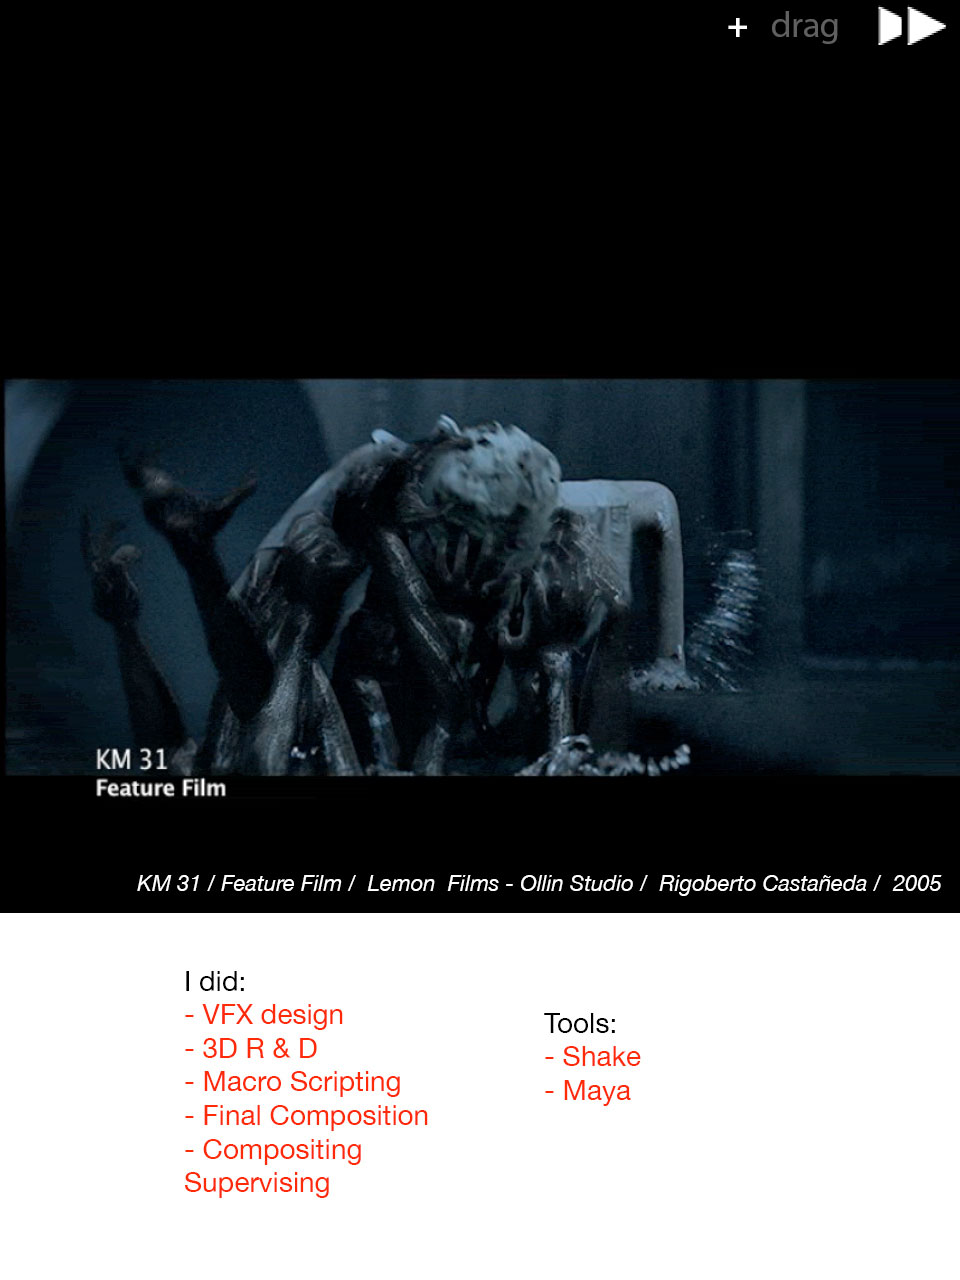 + drag
KM 31
Feature Film
KM 31 / Feature Film / Lemon Films - Ollin Studio / Rigoberto Castañeda / 2005
I did:
- VFX design
- 3D R & D
- Macro Scripting
- Final Composition
- Compositing
Supervising
Tools:
- Shake
- Maya